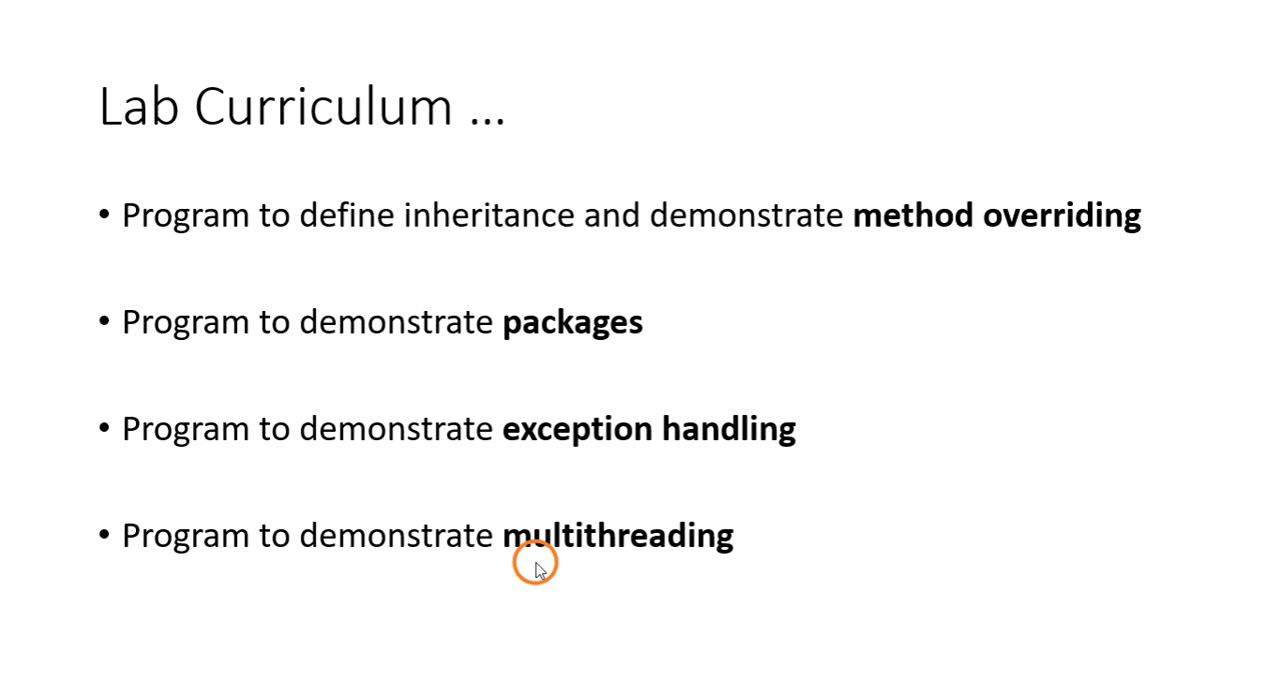 Lab Curriculum ...
• Program to define inheritance and demonstrate method overriding
• Program to demonstrate packages
• Program to demonstrate exception handling
• Program to demonstrate multithreading